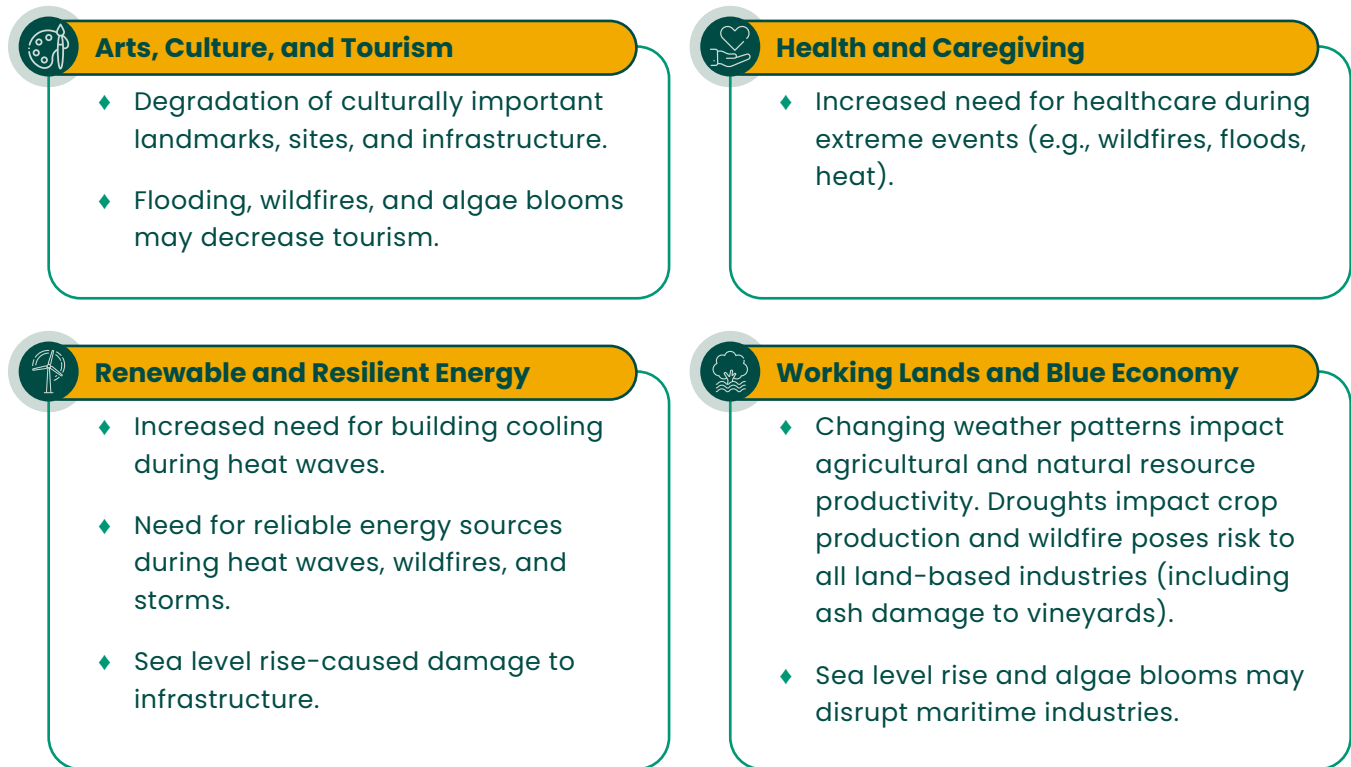 Arts, Culture, and Tourism
♦ Degradation of culturally important
landmarks, sites, and infrastructure.
♦ Flooding, wildfires, and algae blooms
may decrease tourism.
Health and Caregiving
♦ Increased need for healthcare during
extreme events (e.g., wildfires, floods,
heat).
Renewable and Resilient Energy
♦ Increased need for building cooling
during heat waves.
♦ Need for reliable energy sources
during heat waves, wildfires, and
storms.
♦ Sea level rise-caused damage to
infrastructure.
Working Lands and Blue Economy
♦ Changing weather patterns impact
agricultural and natural resource
productivity. Droughts impact crop
production and wildfire poses risk to
all land-based industries (including
ash damage to vineyards).
♦ Sea level rise and algae blooms may
disrupt maritime industries.